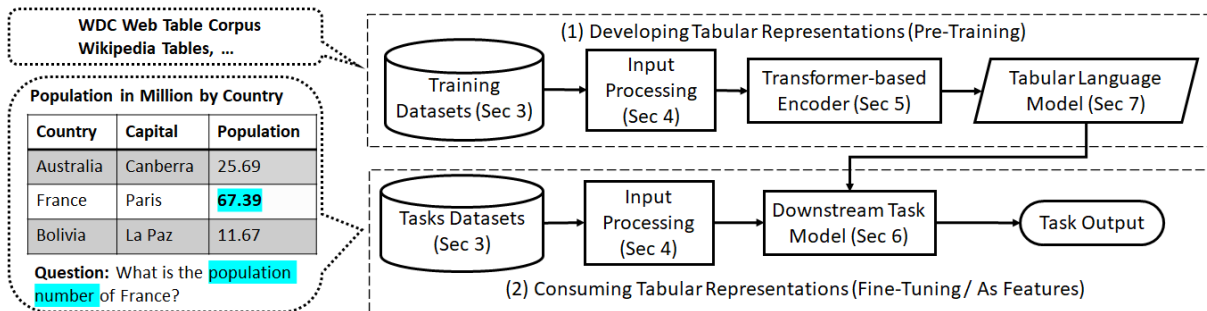 WDC Web Table Corpus
Wikipedia Tables, ...
Population in Million by Country
Country Capital Population
Australia Canberra 25.69
France Paris 67.39
Bolivia La Paz 11.67
Question: What is the population
number of France?
(1) Developing Tabular Representations (Pre-Training)
Training
Datasets (Sec 3)
Input
Processing
(Sec 4)
Transformer-based
Encoder (Sec 5)
Tabular Language
Model (Sec 7)
Tasks Datasets
(Sec 3)
Input
Processing
(Sec 4)
Downstream Task
Model (Sec 6)
Task Output
(2) Consuming Tabular Representations (Fine-Tuning / As Features)